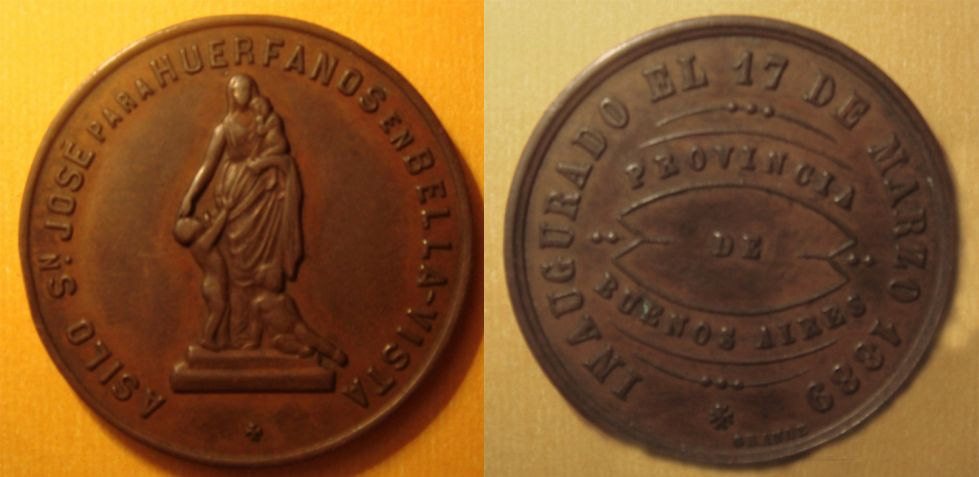 ASILO Sn. JOSÉ PARA HUERFANOS EN BELLA-VISTA
INAUGURADO EL 17 DE MARZO 1889
PROVINCIA
DE
BUENOS AIRES